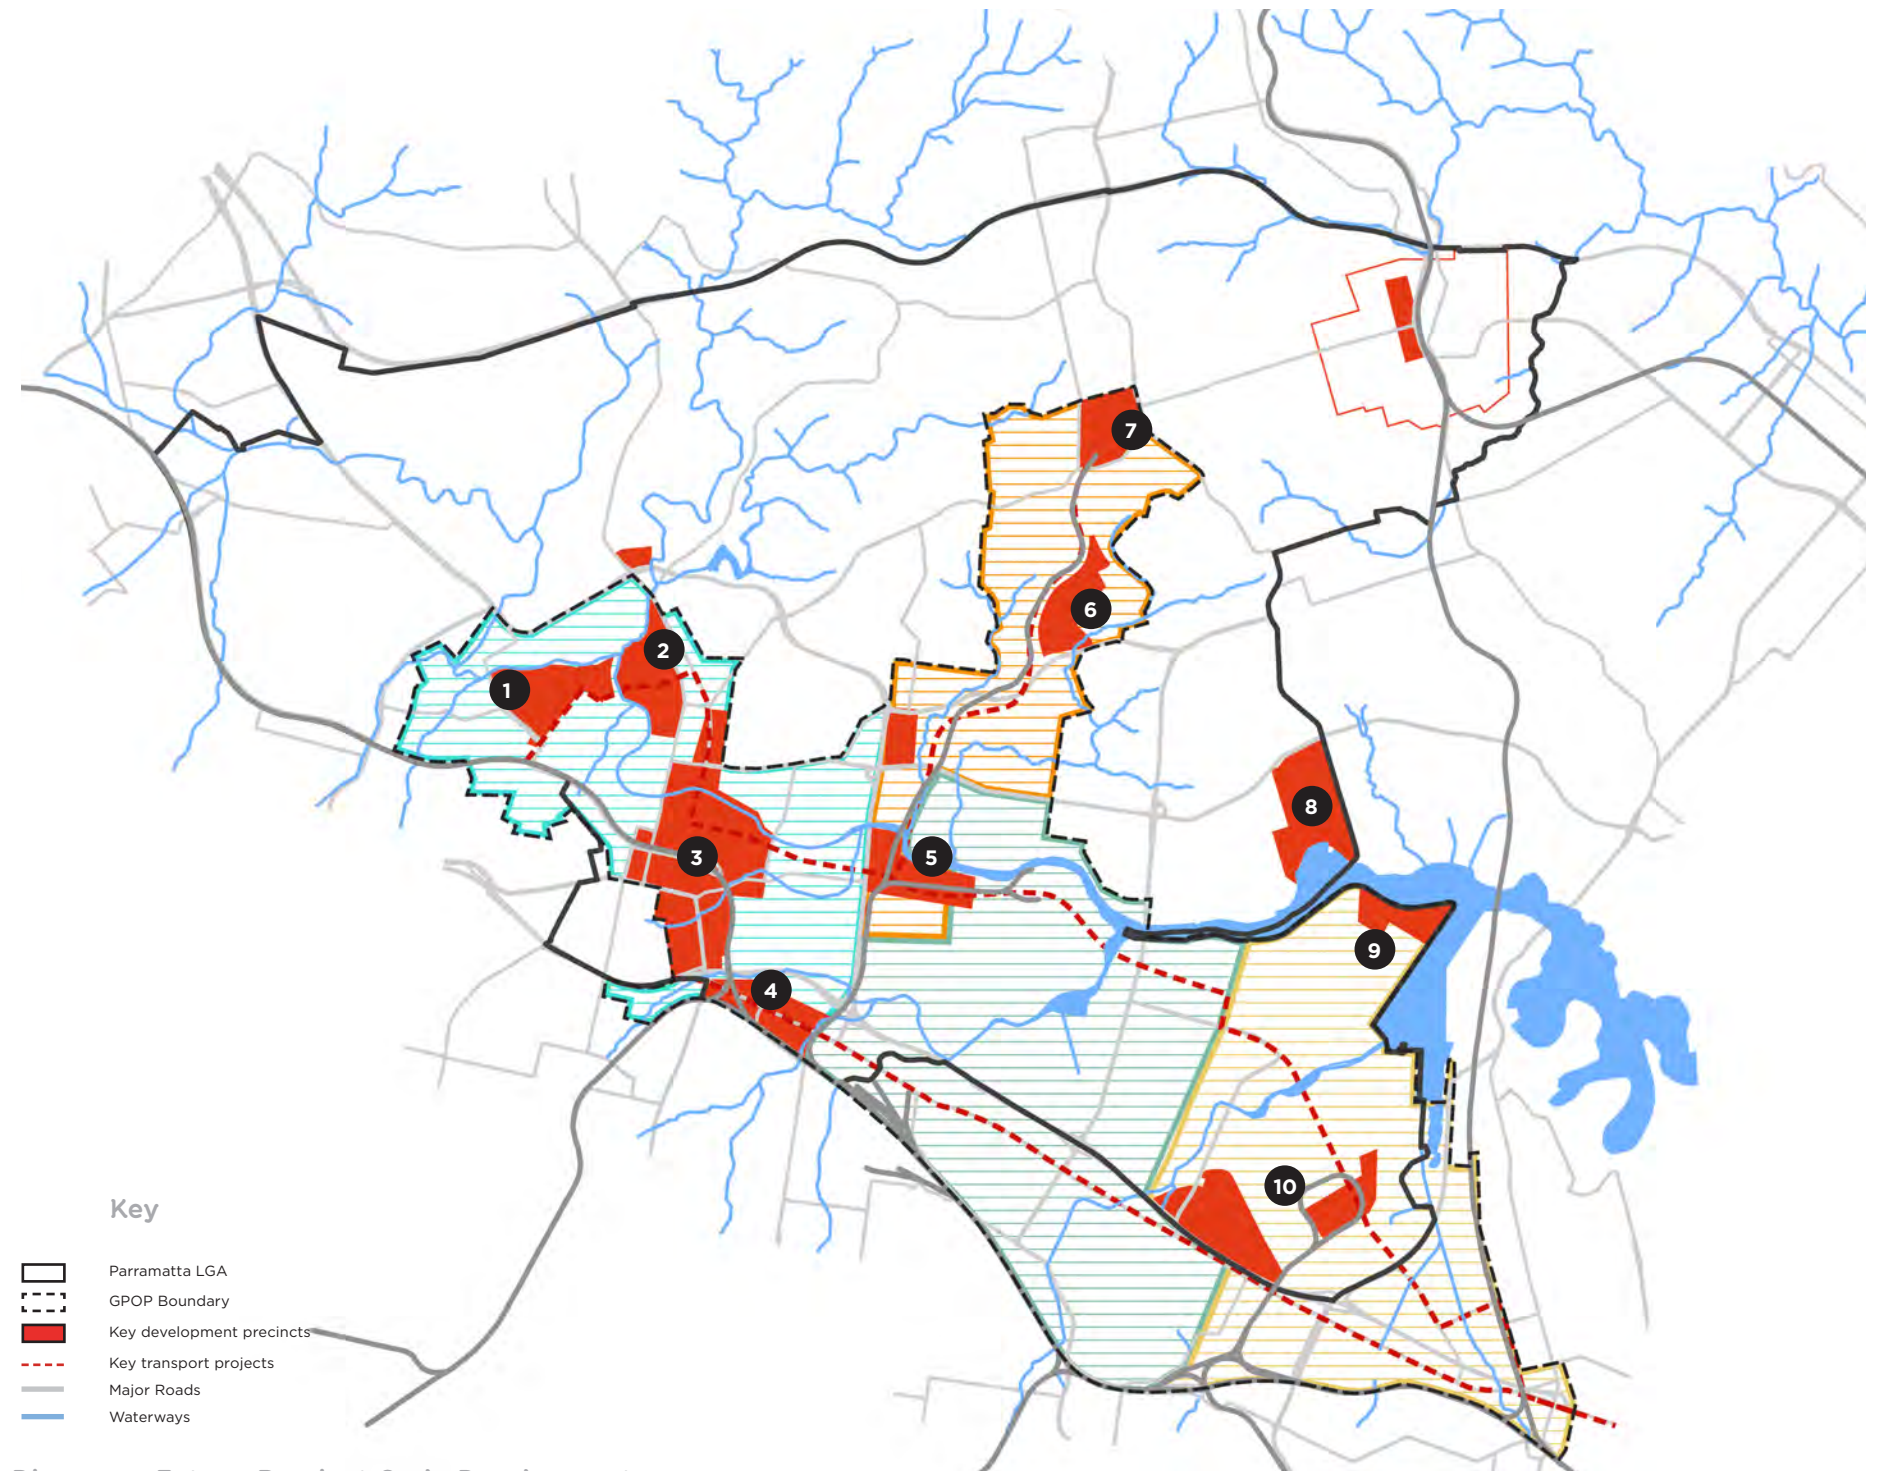 7
6
2
1
8
5
3
9
4
10
Key
Parramatta LGA
GPOP Boundary
Key development precincts
Key transport projects
Major Roads
Waterways